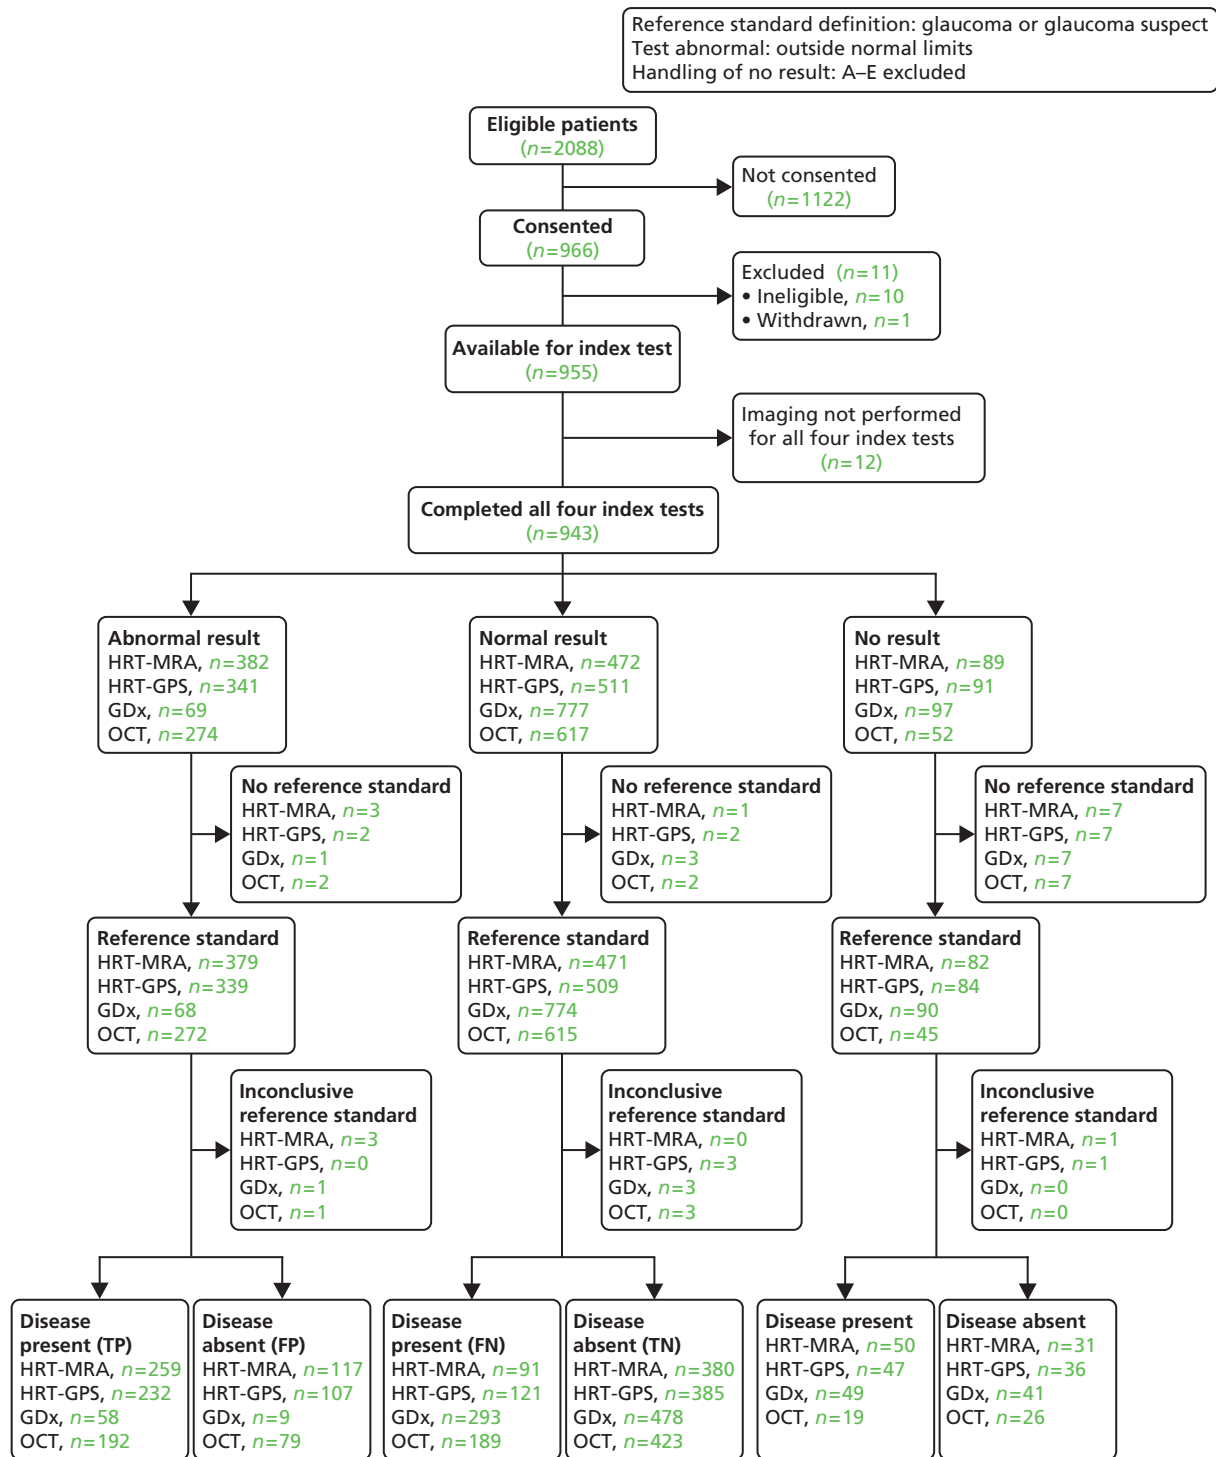 Reference standard definition: glaucoma or glaucoma suspect
Test abnormal: outside normal limits
Handling of no result: A–E excluded
Eligible patients
(n=2088)
Not consented
(n=1122)
Consented
(n=966)
Excluded (n=11)
• Ineligible, n=10
• Withdrawn, n=1
Available for index test
(n=955)
Imaging not performed
for all four index tests
(n=12)
Completed all four index tests
(n=943)
Abnormal result
HRT-MRA, n=382
HRT-GPS, n=341
GDx, n=69
OCT, n=274
Normal result
HRT-MRA, n=472
HRT-GPS, n=511
GDx, n=777
OCT, n=617
No result
HRT-MRA, n=89
HRT-GPS, n=91
GDx, n=97
OCT, n=52
No reference standard
HRT-MRA, n=3
HRT-GPS, n=2
GDx, n=1
OCT, n=2
No reference standard
HRT-MRA, n=1
HRT-GPS, n=2
GDx, n=3
OCT, n=2
No reference standard
HRT-MRA, n=7
HRT-GPS, n=7
GDx, n=7
OCT, n=7
Reference standard
HRT-MRA, n=379
HRT-GPS, n=339
GDx, n=68
OCT, n=272
Reference standard
HRT-MRA, n=471
HRT-GPS, n=509
GDx, n=774
OCT, n=615
Reference standard
HRT-MRA, n=82
HRT-GPS, n=84
GDx, n=90
OCT, n=45
Inconclusive
reference standard
HRT-MRA, n=3
HRT-GPS, n=0
GDx, n=1
OCT, n=1
Inconclusive
reference standard
HRT-MRA, n=0
HRT-GPS, n=3
GDx, n=3
OCT, n=3
Inconclusive
reference standard
HRT-MRA, n=1
HRT-GPS, n=1
GDx, n=0
OCT, n=0
Disease
present (TP)
HRT-MRA, n=259
HRT-GPS, n=232
GDx, n=58
OCT, n=192
Disease
absent (FP)
HRT-MRA, n=117
HRT-GPS, n=107
GDx, n=9
OCT, n=79
Disease
present (FN)
HRT-MRA, n=91
HRT-GPS, n=121
GDx, n=293
OCT, n=189
Disease
absent (TN)
HRT-MRA, n=380
HRT-GPS, n=385
GDx, n=478
OCT, n=423
Disease present
HRT-MRA, n=50
HRT-GPS, n=47
GDx, n=49
OCT, n=19
Disease absent
HRT-MRA, n=31
HRT-GPS, n=36
GDx, n=41
OCT, n=26